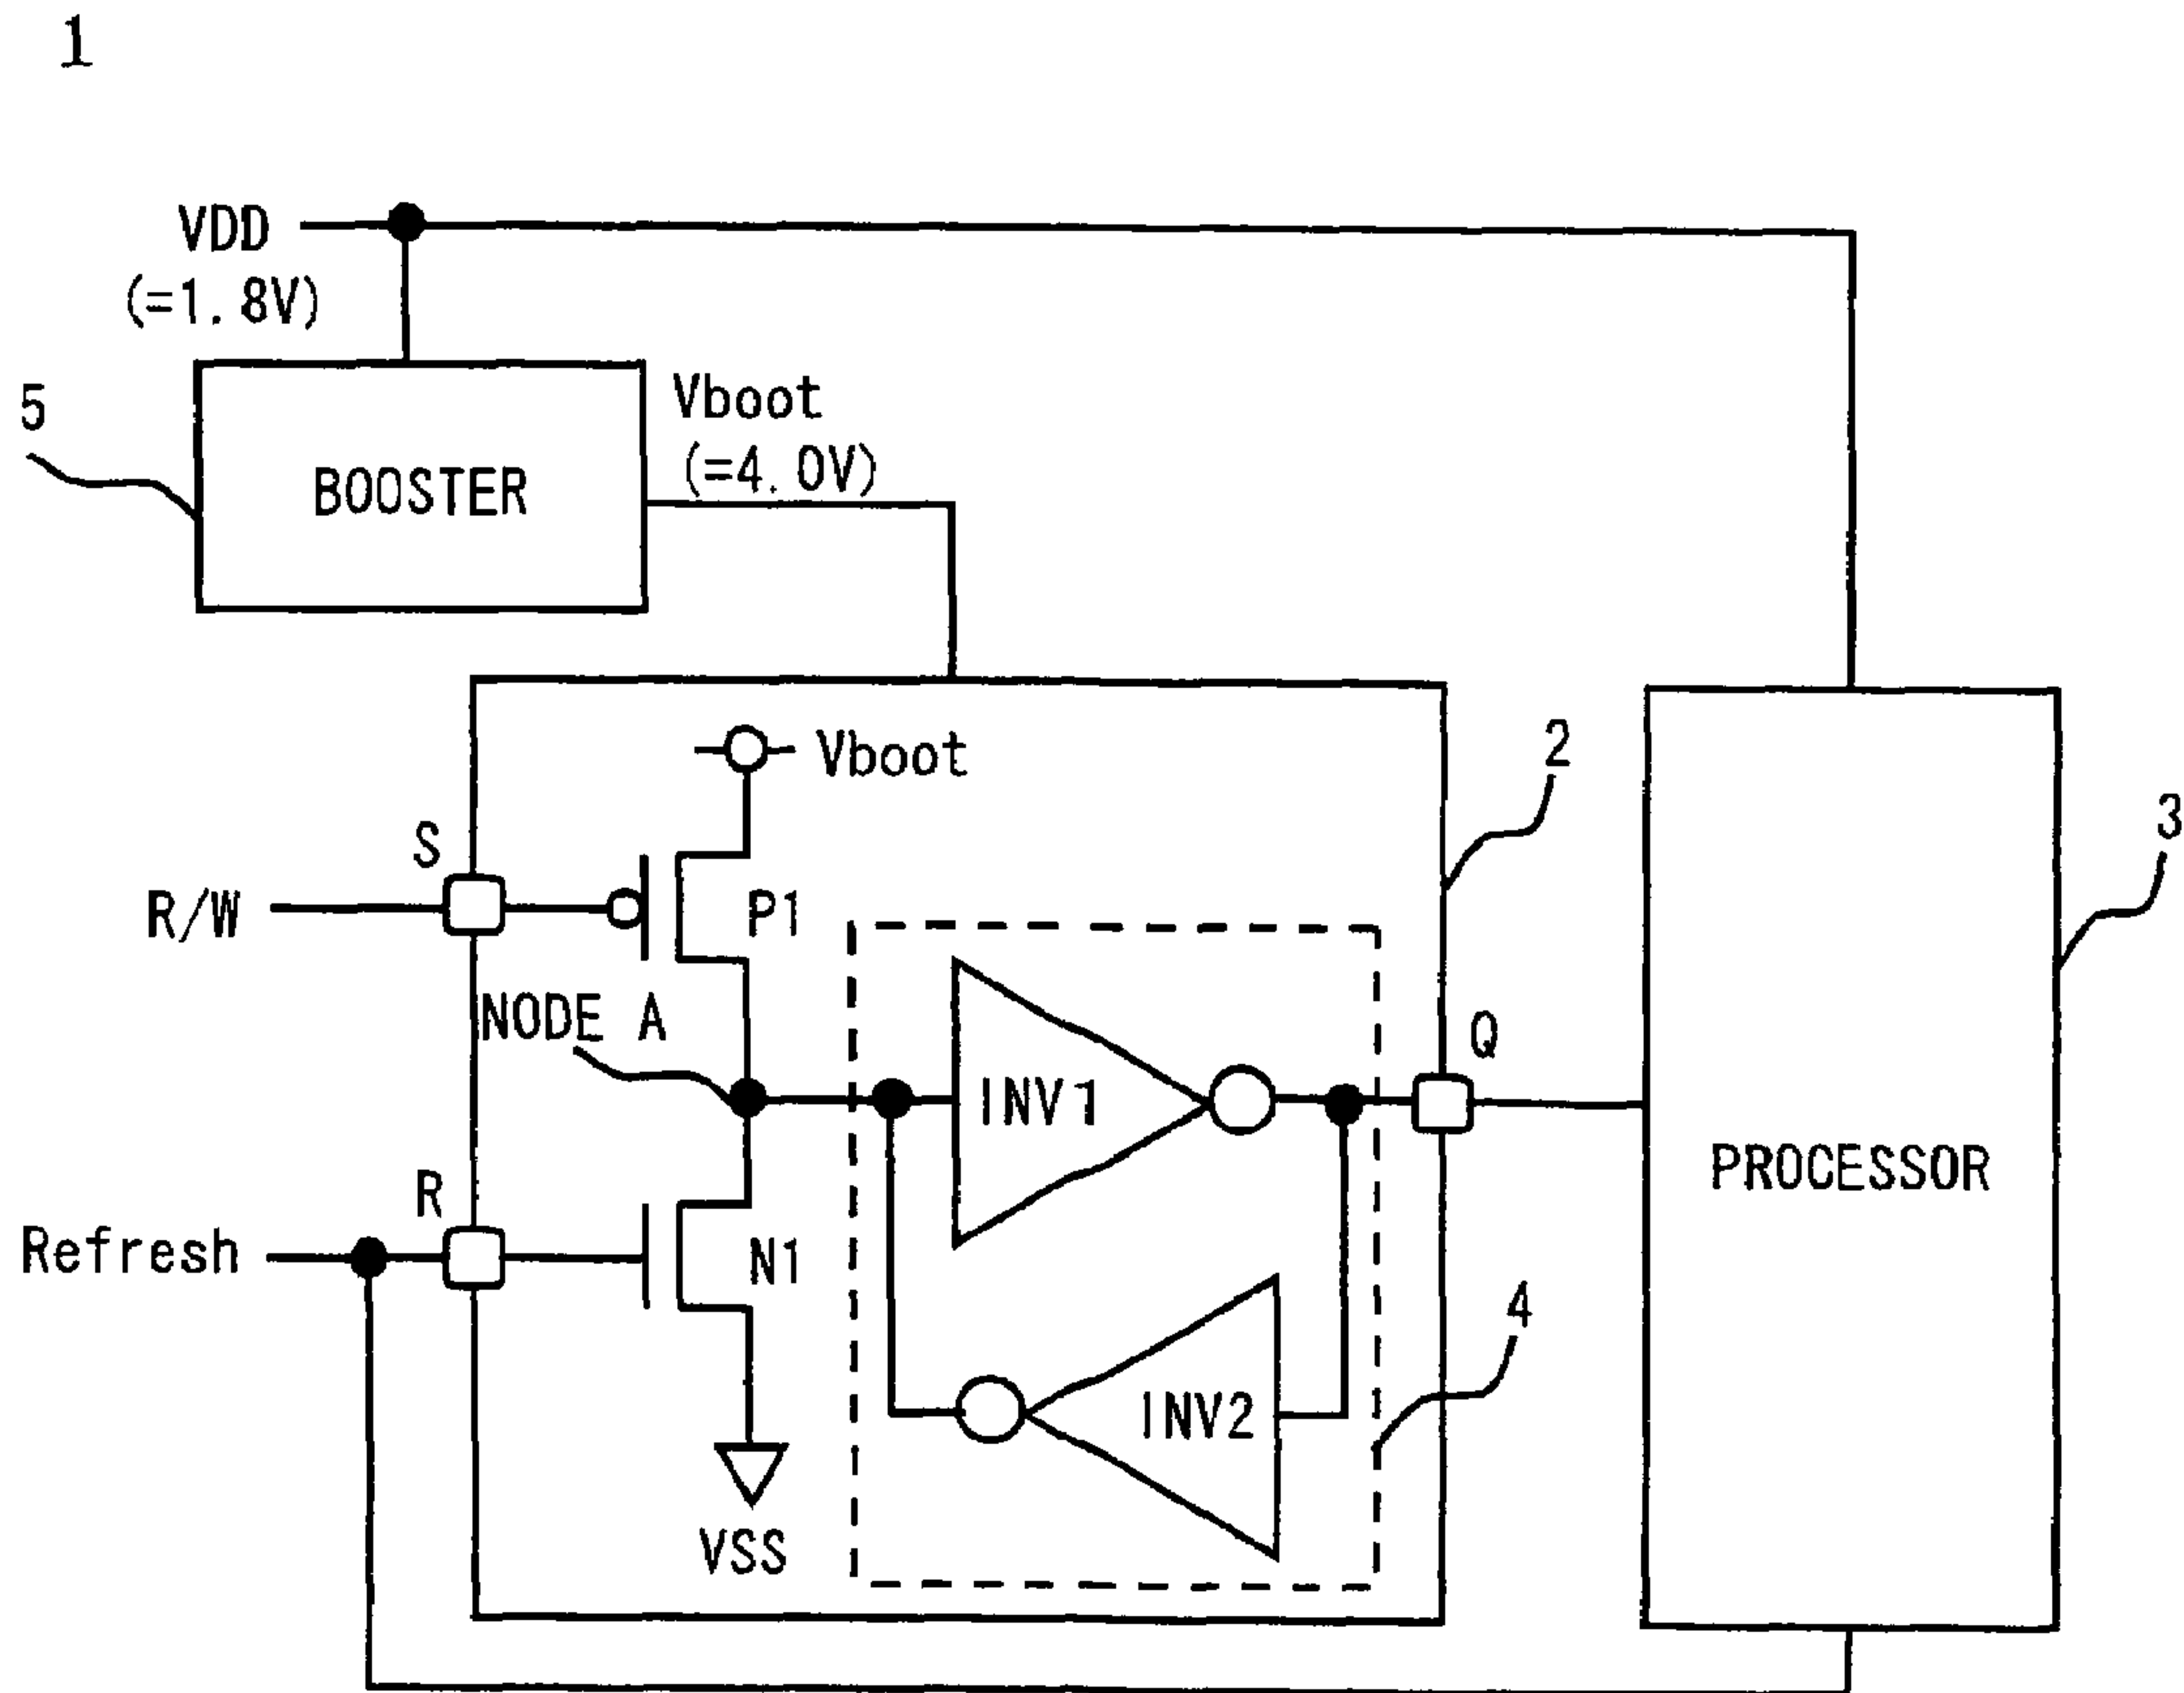 1
VDD
(=1.8V)
5
BOOSTER
Vboot
(=4.0V)
Vboot
2
3
S
R/W
P1
NODE A
INV1
Q
PROCESSOR
R
Refresh
N1
INV2
4
VSS